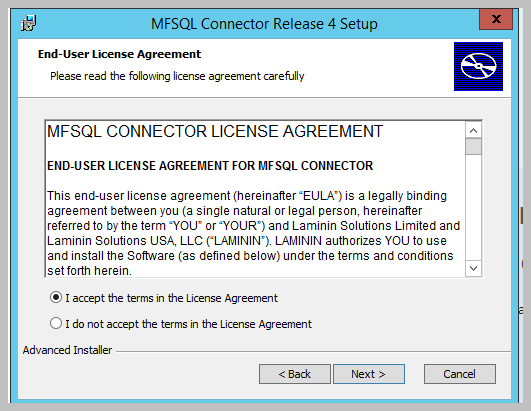 MFSQL Connector Release 4 Setup
x
End-User License Agreement
Please read the following license agreement carefully
MFSQL CONNECTOR LICENSE AGREEMENT
END-USER LICENSE AGREEMENT FOR MFSQL CONNECTOR
This end-user license agreement (hereinafter “EULA”) is a legally binding
agreement between you (a single natural or legal person, hereinafter
referred to by the term “YOU” or “YOUR”) and Laminin Solutions Limited and
Laminin Solutions USA, LLC (“LAMININ”). LAMININ authorizes YOU to use
and install the Software (as defined below) under the terms and conditions
set forth herein.
I accept the terms in the License Agreement
I do not accept the terms in the License Agreement
Advanced Installer
< Back
Next >
Cancel